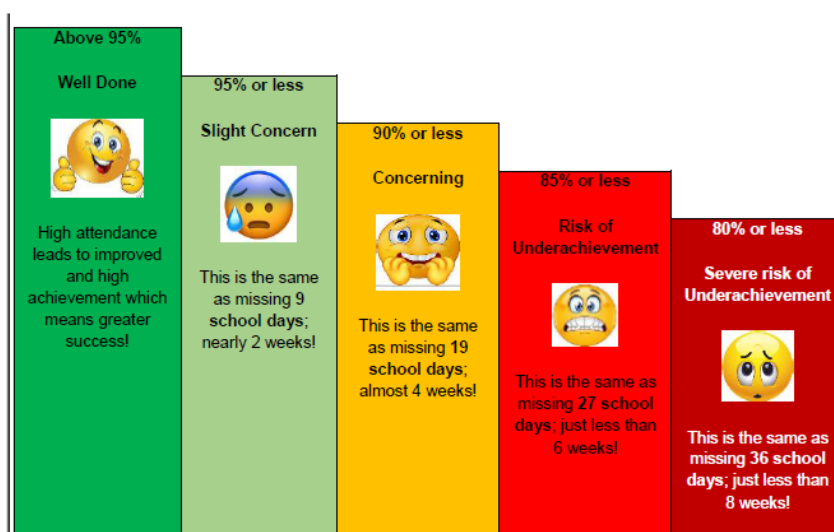 Above 95%
Well Done
High attendance
leads to improved
and high
achievement which
means greater
success!
95% or less
Slight Concern
This is the same
as missing 9
school days;
nearly 2 weeks!
90% or less
Concerning
This is the same
as missing 19
school days;
almost 4 weeks!
85% or less
Risk of
Underachievement
This is the same as
missing 27 school
days; just less than
6 weeks!
80% or less
Severe risk of
Underachievement
This is the same as
missing 36 school
days; just less than
8 weeks!